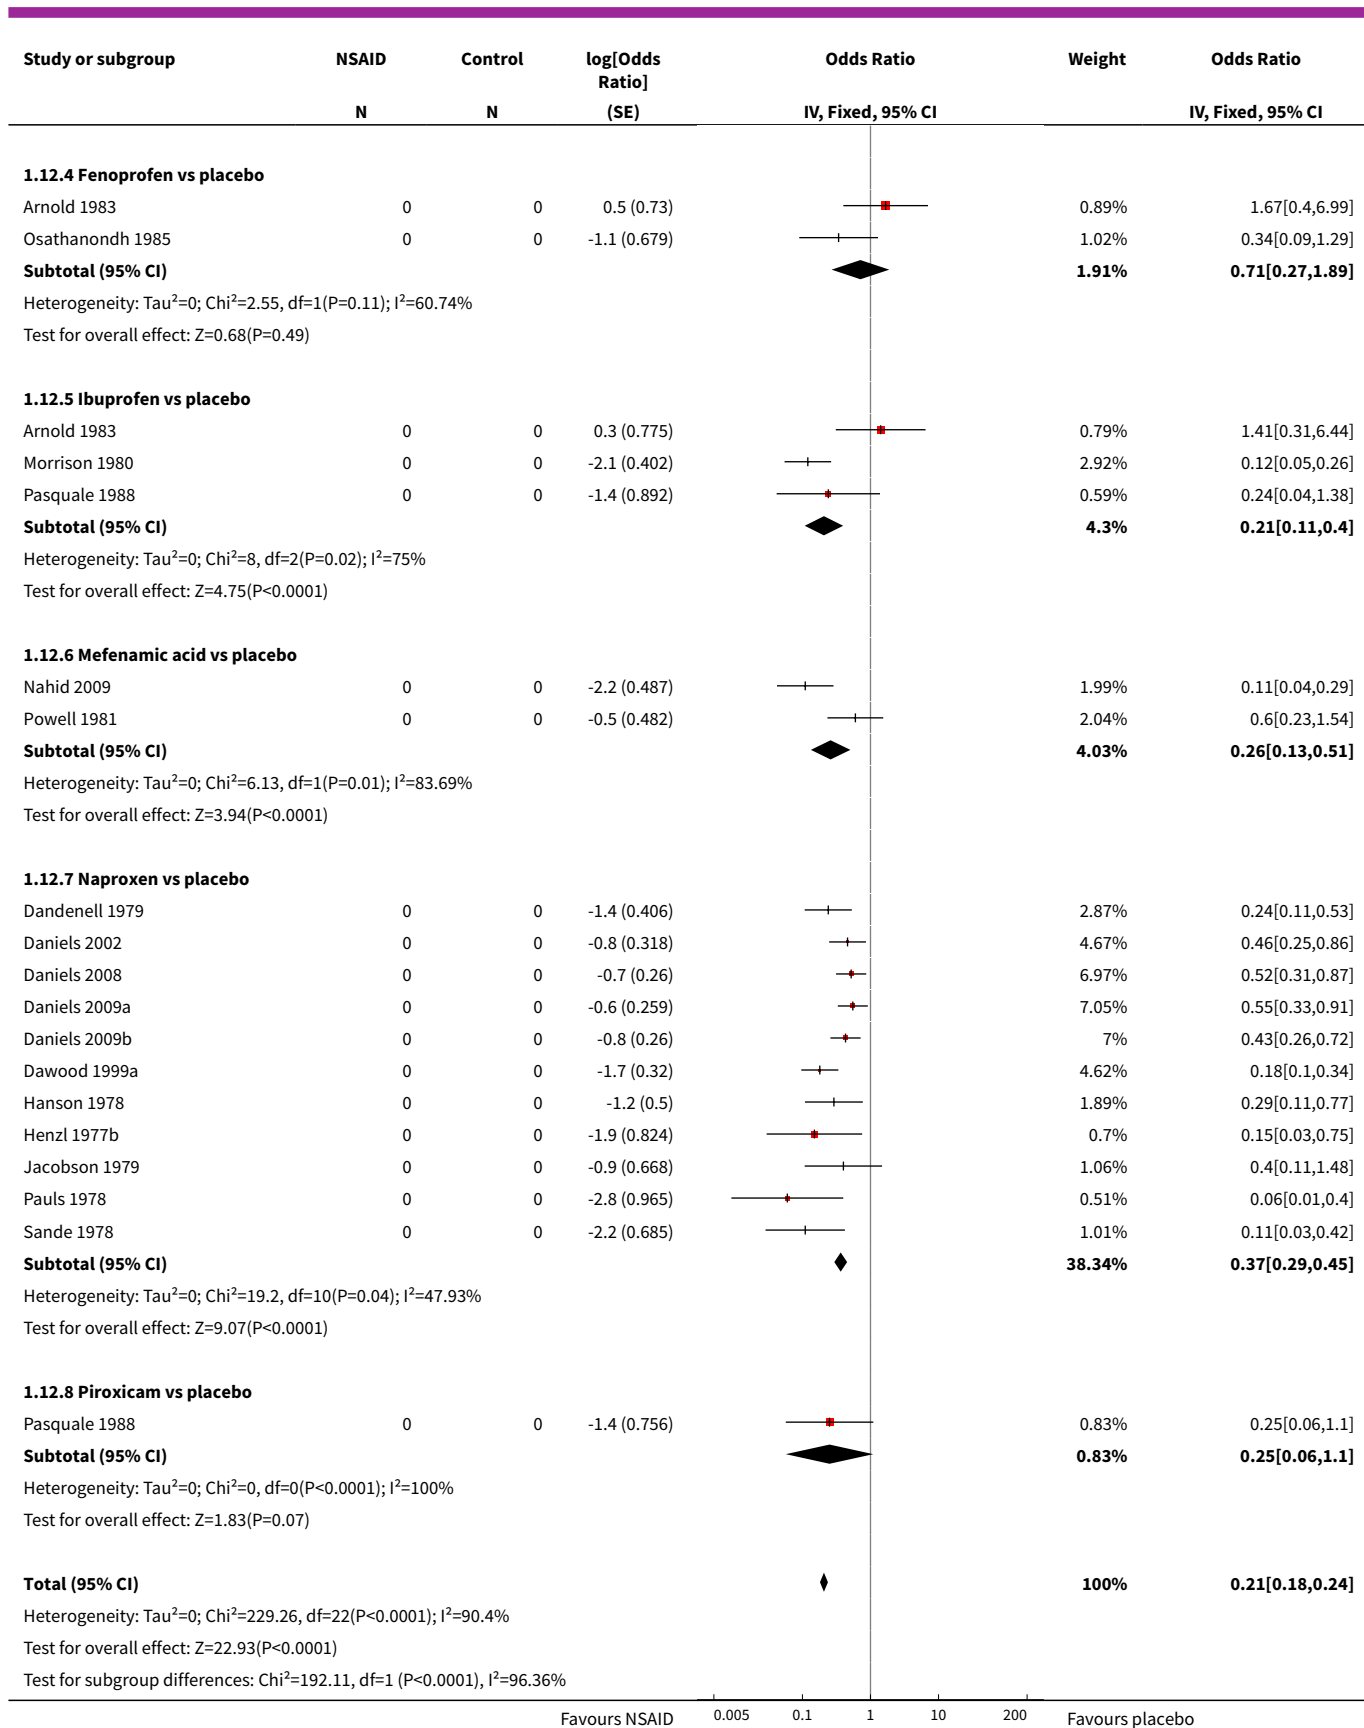 Study or subgroup NSAID Control log[Odds Ratio] Odds Ratio Weight Odds Ratio
N N (SE) IV, Fixed, 95% CI IV, Fixed, 95% CI
1.12.4 Fenoprofen vs placebo
Arnold 1983 0 0 0.5 (0.73) 0.89% 1.67[0.4,6.99]
Osathanondh 1985 0 0 -1.1 (0.679) 1.02% 0.34[0.09,1.29]
Subtotal (95% CI) 1.91% 0.71[0.27,1.89]
Heterogeneity: Tau²=0; Chi²=2.55, df=1(P=0.11); I²=60.74%
Test for overall effect: Z=0.68(P=0.49)
1.12.5 Ibuprofen vs placebo
Arnold 1983 0 0 0.3 (0.775) 0.79% 1.41[0.31,6.44]
Morrison 1980 0 0 -2.1 (0.402) 2.92% 0.12[0.05,0.26]
Pasquale 1988 0 0 -1.4 (0.892) 0.59% 0.24[0.04,1.38]
Subtotal (95% CI) 4.3% 0.21[0.11,0.4]
Heterogeneity: Tau²=0; Chi²=8, df=2(P=0.02); I²=75%
Test for overall effect: Z=4.75(P<0.0001)
1.12.6 Mefenamic acid vs placebo
Nahid 2009 0 0 -2.2 (0.487) 1.99% 0.11[0.04,0.29]
Powell 1981 0 0 -0.5 (0.482) 2.04% 0.6[0.23,1.54]
Subtotal (95% CI) 4.03% 0.26[0.13,0.51]
Heterogeneity: Tau²=0; Chi²=6.13, df=1(P=0.01); I²=83.69%
Test for overall effect: Z=3.94(P<0.0001)
1.12.7 Naproxen vs placebo
Dandenell 1979 0 0 -1.4 (0.406) 2.87% 0.24[0.11,0.53]
Daniels 2002 0 0 -0.8 (0.318) 4.67% 0.46[0.25,0.86]
Daniels 2008 0 0 -0.7 (0.26) 6.97% 0.52[0.31,0.87]
Daniels 2009a 0 0 -0.6 (0.259) 7.05% 0.55[0.33,0.91]
Daniels 2009b 0 0 -0.8 (0.26) 7% 0.43[0.26,0.72]
Dawood 1999a 0 0 -1.7 (0.32) 4.62% 0.18[0.1,0.34]
Hanson 1978 0 0 -1.2 (0.5) 1.89% 0.29[0.11,0.77]
Henzl 1977b 0 0 -1.9 (0.824) 0.7% 0.15[0.03,0.75]
Jacobson 1979 0 0 -0.9 (0.668) 1.06% 0.4[0.11,1.48]
Pauls 1978 0 0 -2.8 (0.965) 0.51% 0.06[0.01,0.4]
Sande 1978 0 0 -2.2 (0.685) 1.01% 0.11[0.03,0.42]
Subtotal (95% CI) 38.34% 0.37[0.29,0.45]
Heterogeneity: Tau²=0; Chi²=19.2, df=10(P=0.04); I²=47.93%
Test for overall effect: Z=9.07(P<0.0001)
1.12.8 Piroxicam vs placebo
Pasquale 1988 0 0 -1.4 (0.756) 0.83% 0.25[0.06,1.1]
Subtotal (95% CI) 0.83% 0.25[0.06,1.1]
Heterogeneity: Tau²=0; Chi²=0, df=0(P<0.0001); I²=100%
Test for overall effect: Z=1.83(P=0.07)
Total (95% CI) 100% 0.21[0.18,0.24]
Heterogeneity: Tau²=0; Chi²=229.26, df=22(P<0.0001); I²=90.4%
Test for overall effect: Z=22.93(P<0.0001)
Test for subgroup differences: Chi²=192.11, df=1 (P<0.0001), I²=96.36%
Favours NSAID 0.005 0.1 1 10 200 Favours placebo